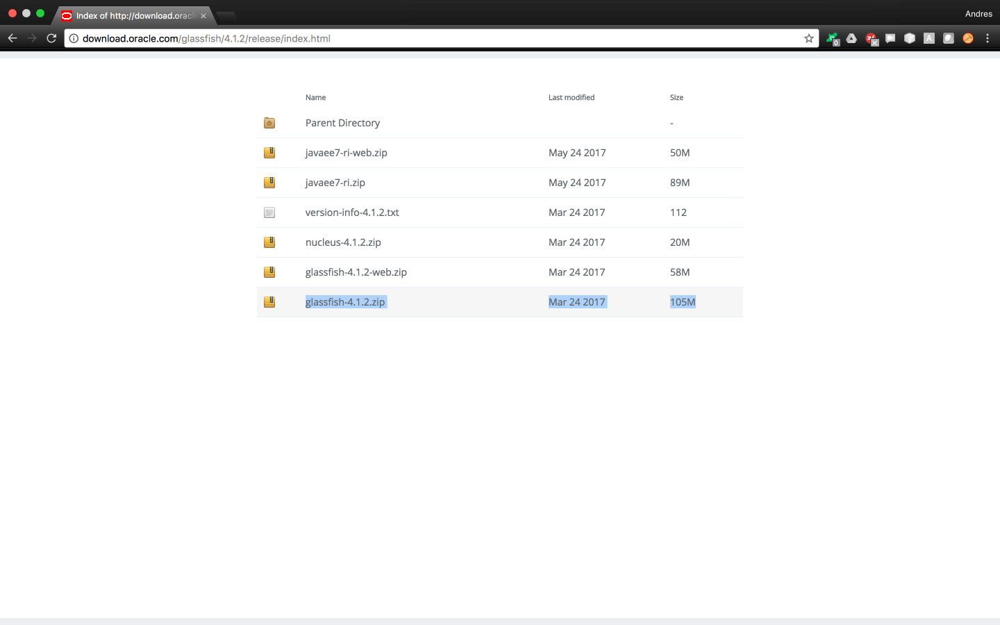 Index of http://download.oracle
Andres
download.oracle.com/glassfish/4.1.2/release/index.html
0
A
Name Last modified Size
Parent Directory -
javaee7-ri-web.zip May 24 2017 50M
javaee7-ri.zip May 24 2017 89M
version-info-4.1.2.txt Mar 24 2017 112
nucleus-4.1.2.zip Mar 24 2017 20M
glassfish-4.1.2-web.zip Mar 24 2017 58M
glassfish-4.1.2.zip Mar 24 2017 105M